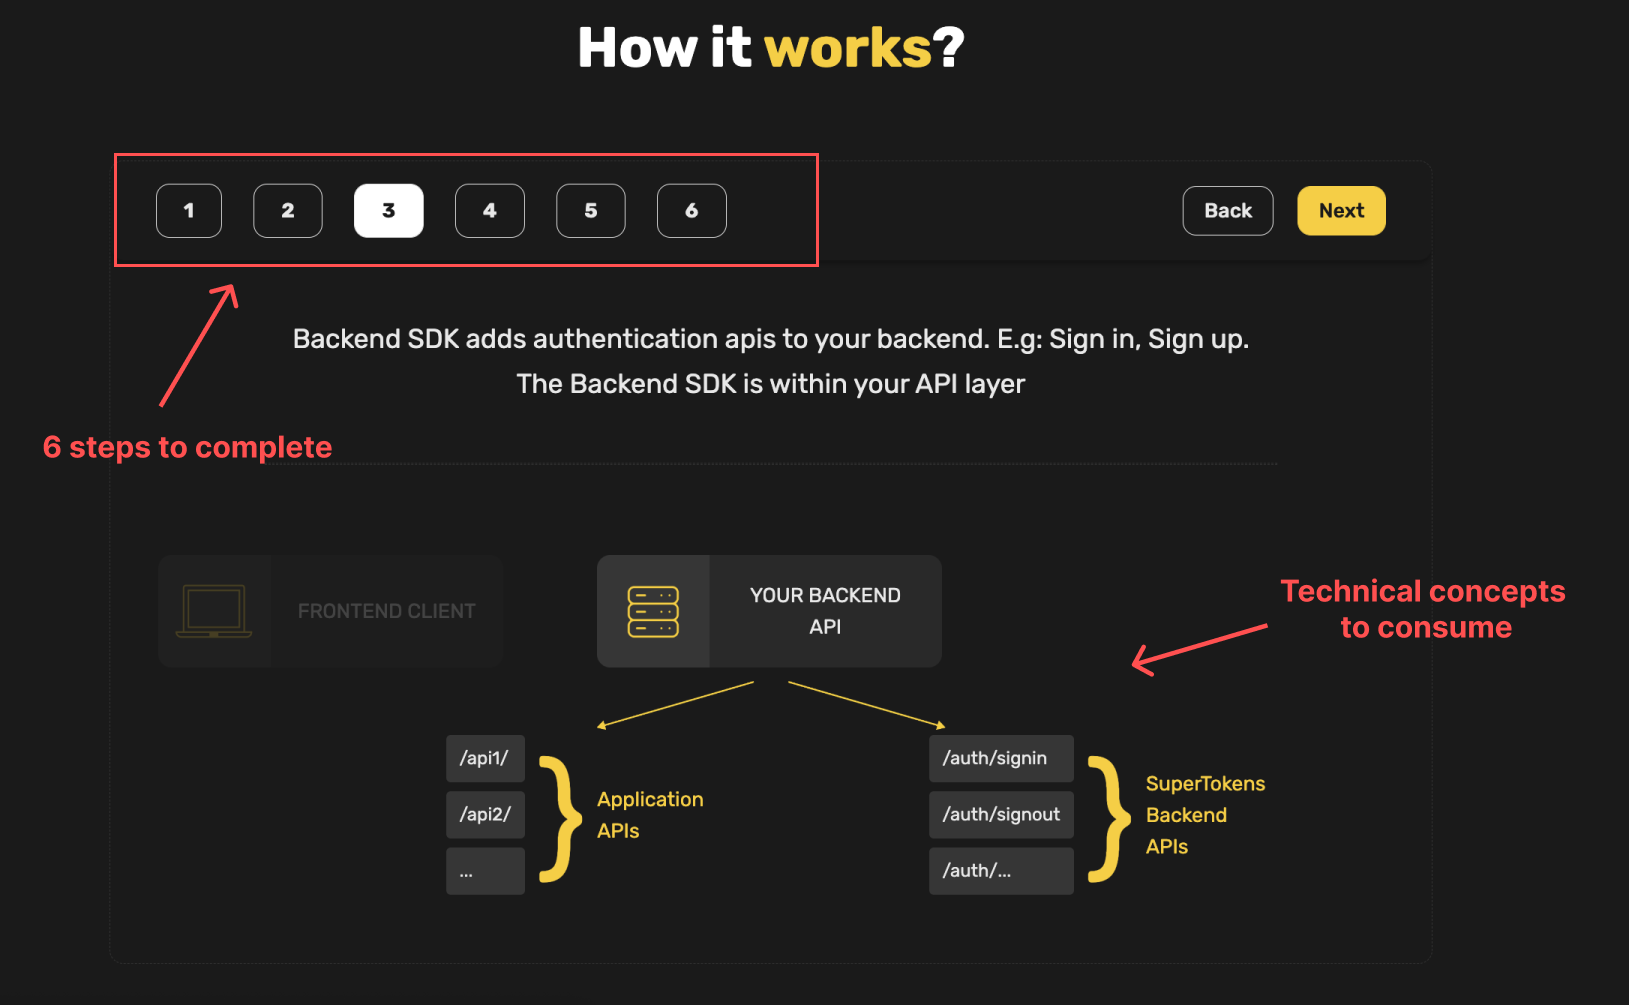 How it works?
1
2
3
4
5
6
Back
Next
Backend SDK adds authentication apis to your backend. E.g: Sign in, Sign up.
The Backend SDK is within your API layer
6 steps to complete
FRONTEND CLIENT
YOUR BACKEND
API
Technical concepts
to consume
/api1/
/api2/
...
Application
APIs
/auth/signin
/auth/signout
/auth/...
SuperTokens
Backend
APIs